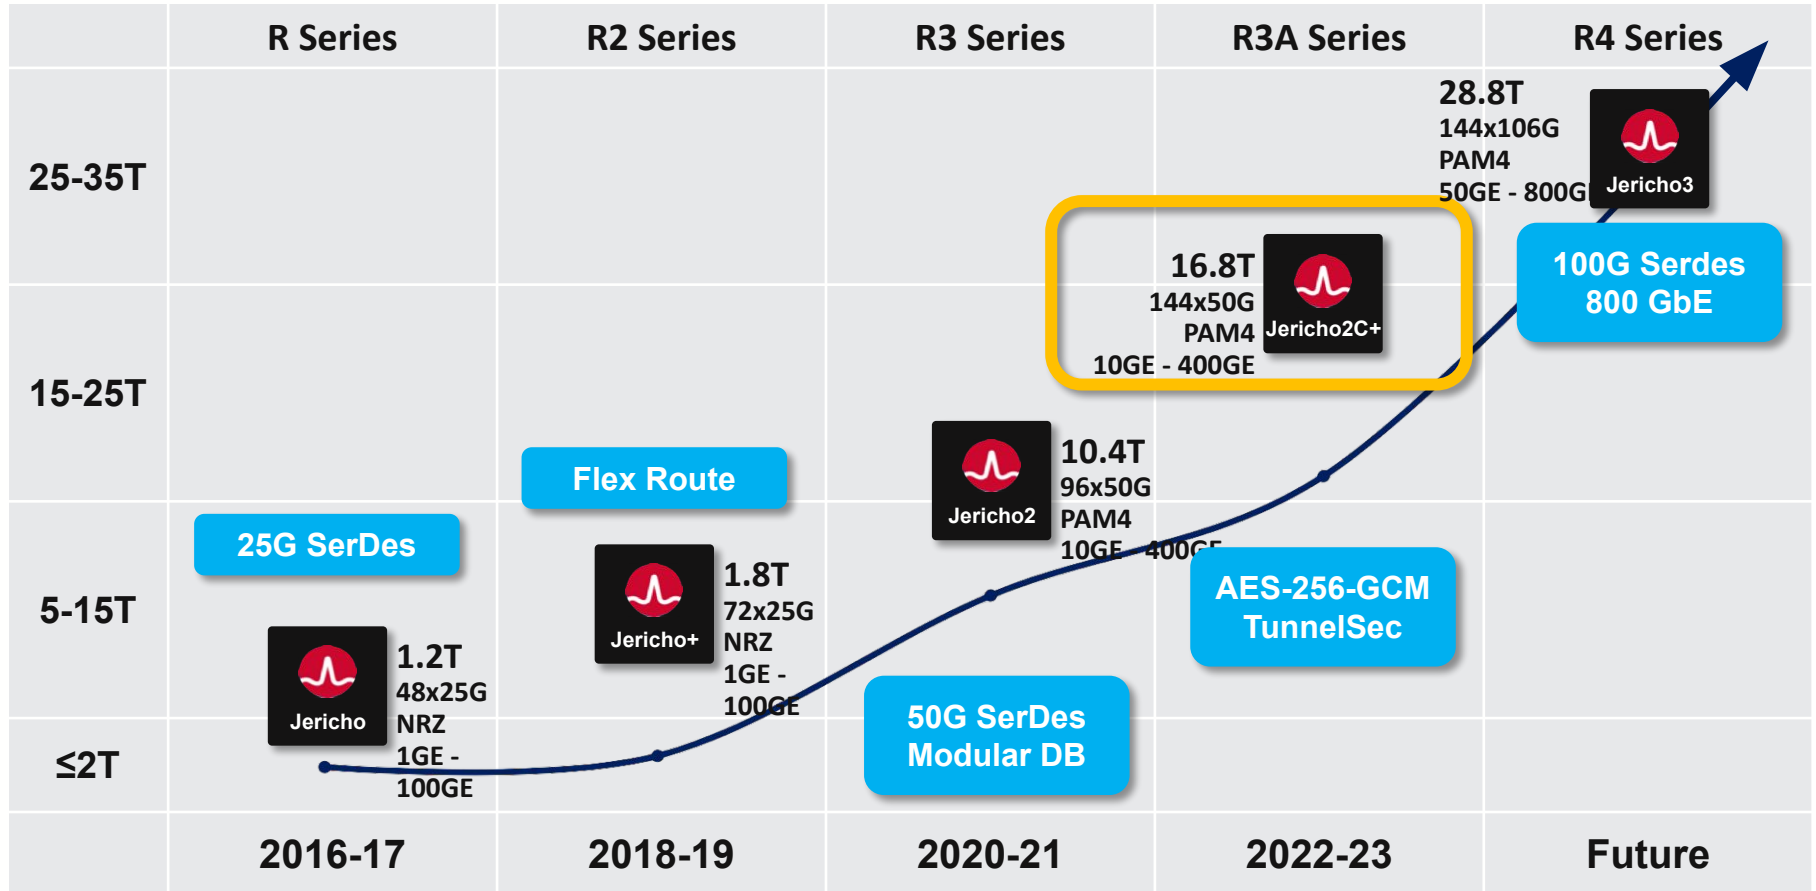 R Series
R2 Series
R3 Series
R3A Series
R4 Series
25-35T
15-25T
5-15T
≤2T
25G SerDes
Jericho
1.2T
48x25G
NRZ
1GE -
100GE
Flex Route
Jericho+
1.8T
72x25G
NRZ
1GE -
100GE
Jericho2
10.4T
96x50G
PAM4
10GE - 400GE
50G SerDes
Modular DB
16.8T
144x50G
PAM4
10GE - 400GE
Jericho2C+
AES-256-GCM
TunnelSec
28.8T
144x106G
PAM4
50GE - 800G
Jericho3
100G Serdes
800 GbE
2016-17
2018-19
2020-21
2022-23
Future